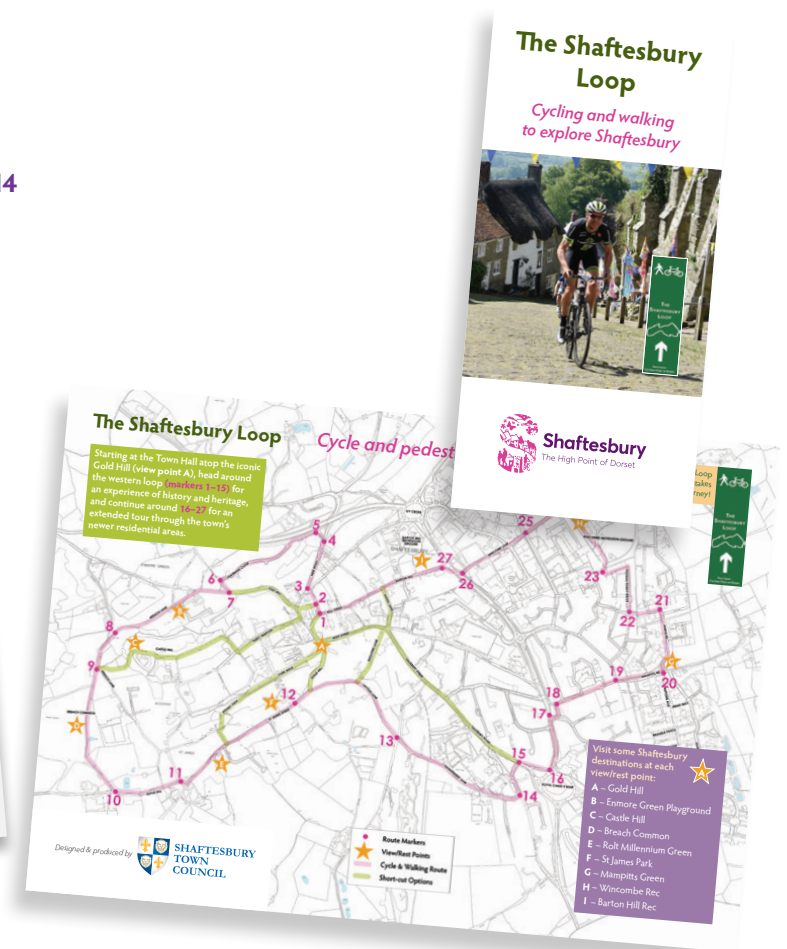 14
The Shaftesbury
Loop
Cycling and walking
to explore Shaftesbury
THE
SHAFTESBURY
LOOP
Shaftesbury
The High Point of Dorset
The Shaftesbury Loop
Cycle and pedest
Starting at the Town Hall atop the iconic
Gold Hill (view point A), head around
the western loop (markers 1–15) for
an experience of history and heritage,
and continue around 16–27 for an
extended tour through the town's
newer residential areas.
Loop
takes
ney!
THE
SHAFTESBURY
LOOP
5
4
25
27
26
23
6
3
2
7
1
21
22
8
C
9
20
19
12
18
17
13
15
16
11
14
10
Visit some Shaftesbury
destinations at each
view/rest point:
A
A – Gold Hill
B – Enmore Green Playground
C – Castle Hill
D – Breach Common
E – Rolt Millennium Green
F – St James Park
G – Mampitts Green
H – Wincombe Rec
I – Barton Hill Rec
Route Markers
View/Rest Points
Cycle & Walking Route
Short-cut Options
Designed & produced by
SHAFTESBURY
TOWN
COUNCIL